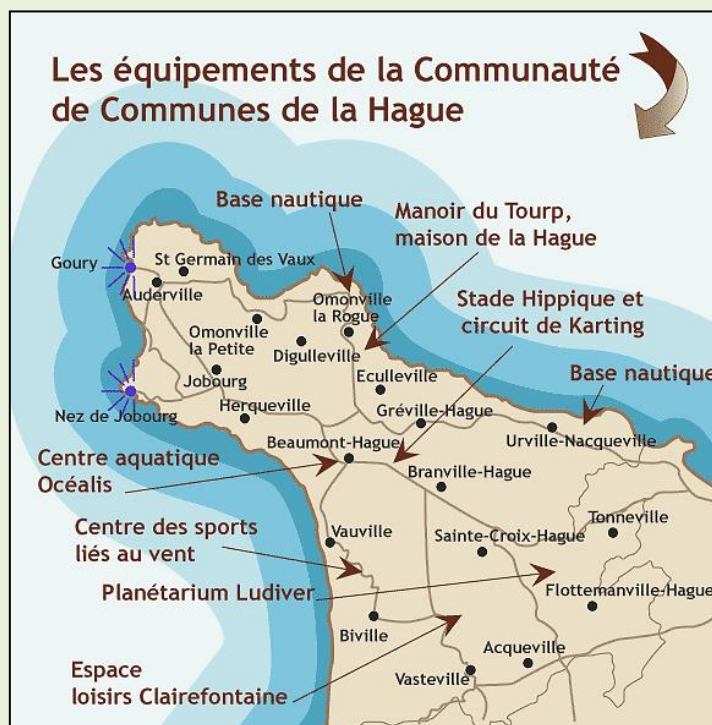 Les équipements de la Communauté
de Communes de la Hague
Base nautique
Manoir du Tourp,
maison de la Hague
Goury
St Germain des Vaux
Auderville
Stade Hippique et
circuit de Karting
Omonville
la Rogue
Omonville
la Petite
Digulleville
Jobourg
Eculleville
Base nautique
Nez de Jobourg
Herqueville
Gréville-Hague
Urville-Nacqueville
Beaumont-Hague
Centre aquatique
Océalis
Branville-Hague
Centre des sports
liés au vent
Vauville
Sainte-Croix-Hague
Tonneville
Planétarium Ludiver
Flottemanville-Hague
Biville
Espace
loisirs Clairefontaine
Acqueville
Vasteville